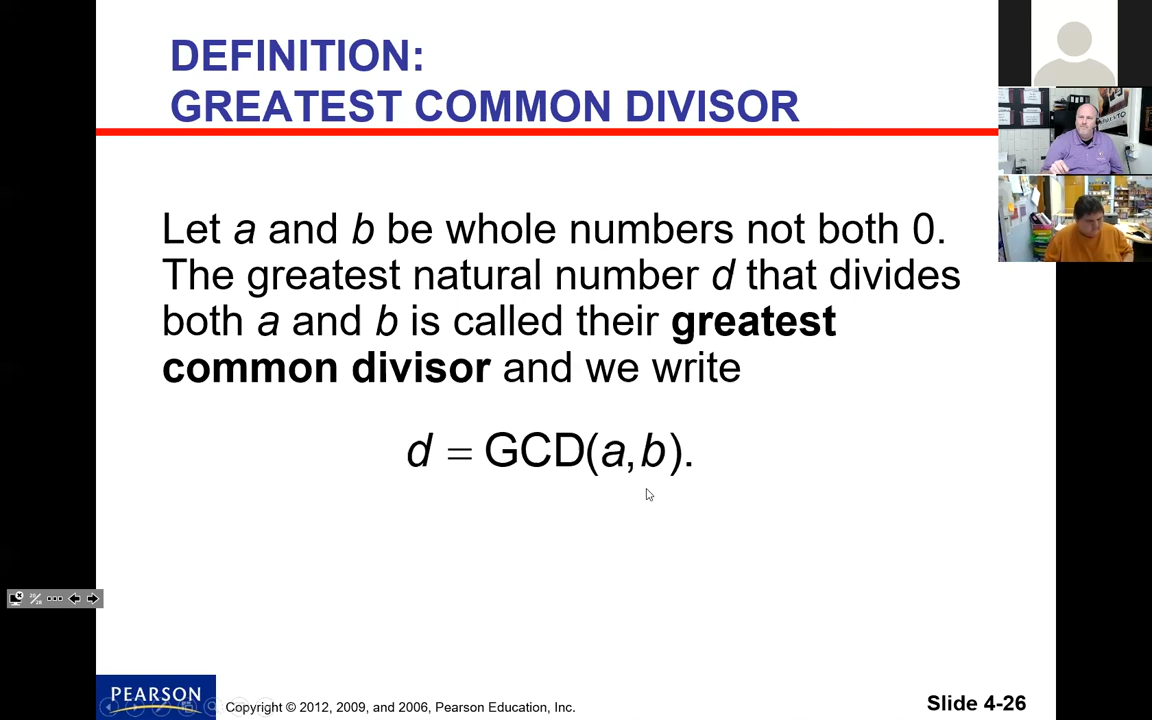 DEFINITION:
GREATEST COMMON DIVISOR
Let a and b be whole numbers not both 0.
The greatest natural number d that divides
both a and b is called their greatest
common divisor and we write
d = GCD(a,b).
PEARSON
Copyright © 2012, 2009, and 2006, Pearson Education, Inc.
Slide 4-26